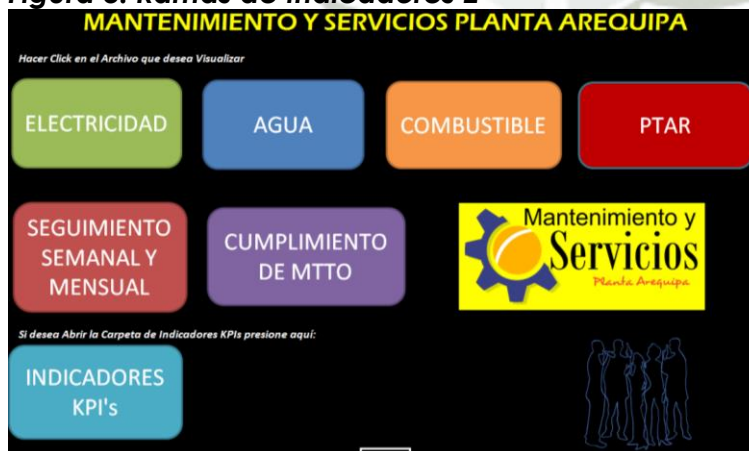 Figura 6. Ramas de Indicadores 2
MANTENIMIENTO Y SERVICIOS PLANTA AREQUIPA
Hacer Click en el Archivo que desea Visualizar
ELECTRICIDAD
AGUA
COMBUSTIBLE
PTAR
SEGUIMIENTO
SEMANAL Y
MENSUAL
CUMPLIMIENTO
DE MTTO
Mantenimiento y
Servicios
Planta Arequipa
Si desea Abrir la Carpeta de Indicadores KPIs presione aquí:
INDICADORES
KPI's